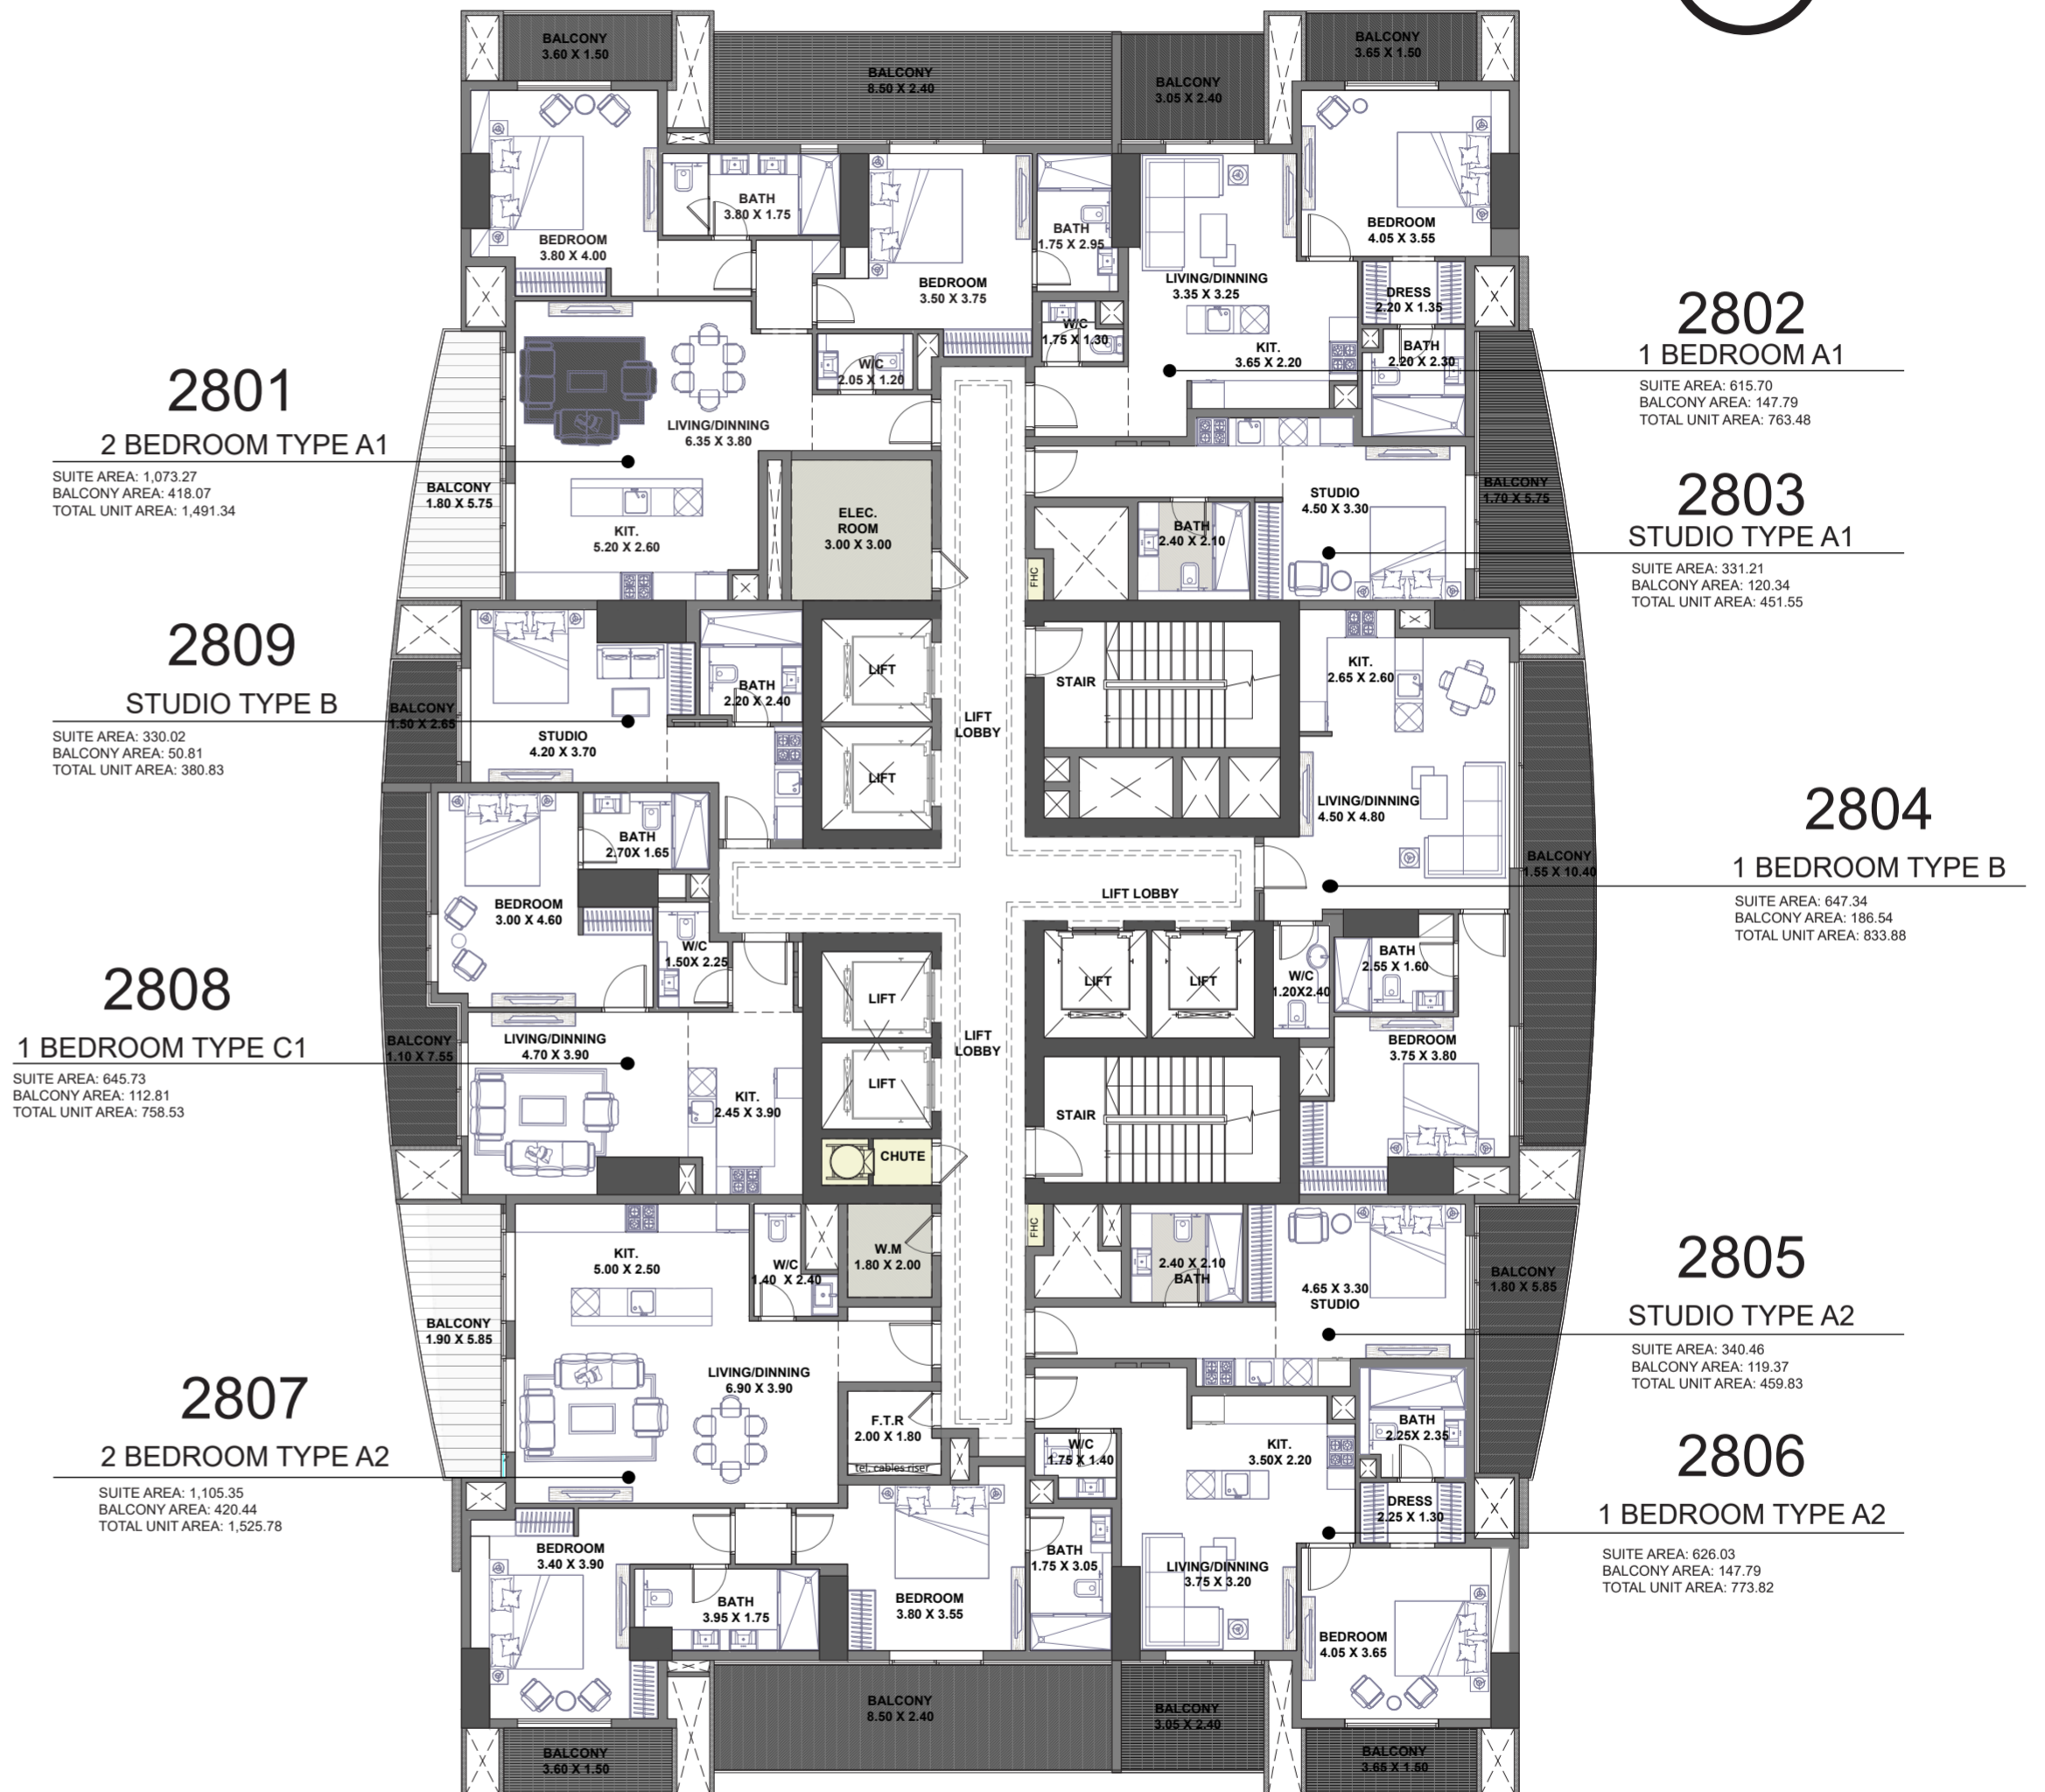 BALCONY
3.60 X 1.50
BALCONY
8.50 X 2.40
BALCONY
3.05 X 2.40
BALCONY
3.65 X 1.50
BEDROOM
3.80 X 4.00
BATH
3.80 X 1.75
BEDROOM
3.50 X 3.75
BATH
1.75 X 2.95
LIVING/DINNING
3.35 X 3.25
BEDROOM
4.05 X 3.55
DRESS
2.20 X 1.35
W/C
1.75 X 1.30
KIT.
3.65 X 2.20
BATH
2.20 X 2.30
W/C
2.05 X 1.20
2802
1 BEDROOM A1
SUITE AREA: 615.70
BALCONY AREA: 147.79
TOTAL UNIT AREA: 763.48
2801
2 BEDROOM TYPE A1
SUITE AREA: 1,073.27
BALCONY AREA: 418.07
TOTAL UNIT AREA: 1,491.34
LIVING/DINNING
6.35 X 3.80
BALCONY
1.80 X 5.75
KIT.
5.20 X 2.60
ELEC.
ROOM
3.00 X 3.00
FHC
BATH
2.40 X 2.10
STUDIO
4.50 X 3.30
BALCONY
1.70 X 5.75
2803
STUDIO TYPE A1
SUITE AREA: 331.21
BALCONY AREA: 120.34
TOTAL UNIT AREA: 451.55
2809
STUDIO TYPE B
SUITE AREA: 330.02
BALCONY AREA: 50.81
TOTAL UNIT AREA: 380.83
BALCONY
1.50 X 2.65
STUDIO
4.20 X 3.70
BATH
2.20 X 2.40
LIFT
LIFT
LIFT
LOBBY
STAIR
KIT.
2.65 X 2.60
LIVING/DINNING
4.50 X 4.80
BALCONY
1.55 X 10.40
2804
1 BEDROOM TYPE B
SUITE AREA: 647.34
BALCONY AREA: 186.54
TOTAL UNIT AREA: 833.88
BATH
2.70X 1.65
BEDROOM
3.00 X 4.60
W/C
1.50X 2.25
LIFT LOBBY
LIFT
LIFT
W/C
1.20X2.40
BATH
2.55 X 1.60
BEDROOM
3.75 X 3.80
2808
1 BEDROOM TYPE C1
SUITE AREA: 645.73
BALCONY AREA: 112.81
TOTAL UNIT AREA: 758.53
BALCONY
1.10 X 7.55
LIVING/DINNING
4.70 X 3.90
KIT.
2.45 X 3.90
LIFT
LIFT
LIFT
LOBBY
STAIR
CHUTE
KIT.
5.00 X 2.50
W/C
1.40 X 2.40
W.M
1.80 X 2.00
FHC
2.40 X 2.10
BATH
4.65 X 3.30
STUDIO
BALCONY
1.80 X 5.85
2805
STUDIO TYPE A2
SUITE AREA: 340.46
BALCONY AREA: 119.37
TOTAL UNIT AREA: 459.83
BALCONY
1.90 X 5.85
LIVING/DINNING
6.90 X 3.90
F.T.R
2.00 X 1.80
tel. cables riser
2807
2 BEDROOM TYPE A2
SUITE AREA: 1,105.35
BALCONY AREA: 420.44
TOTAL UNIT AREA: 1,525.78
W/C
1.75 X 1.40
KIT.
3.50X 2.20
BATH
2.25X 2.35
DRESS
2.25 X 1.30
2806
1 BEDROOM TYPE A2
SUITE AREA: 626.03
BALCONY AREA: 147.79
TOTAL UNIT AREA: 773.82
BEDROOM
3.40 X 3.90
BATH
3.95 X 1.75
BEDROOM
3.80 X 3.55
BATH
1.75 X 3.05
LIVING/DINNING
3.75 X 3.20
BEDROOM
4.05 X 3.65
BALCONY
8.50 X 2.40
BALCONY
3.05 X 2.40
BALCONY
3.60 X 1.50
BALCONY
3.65 X 1.50